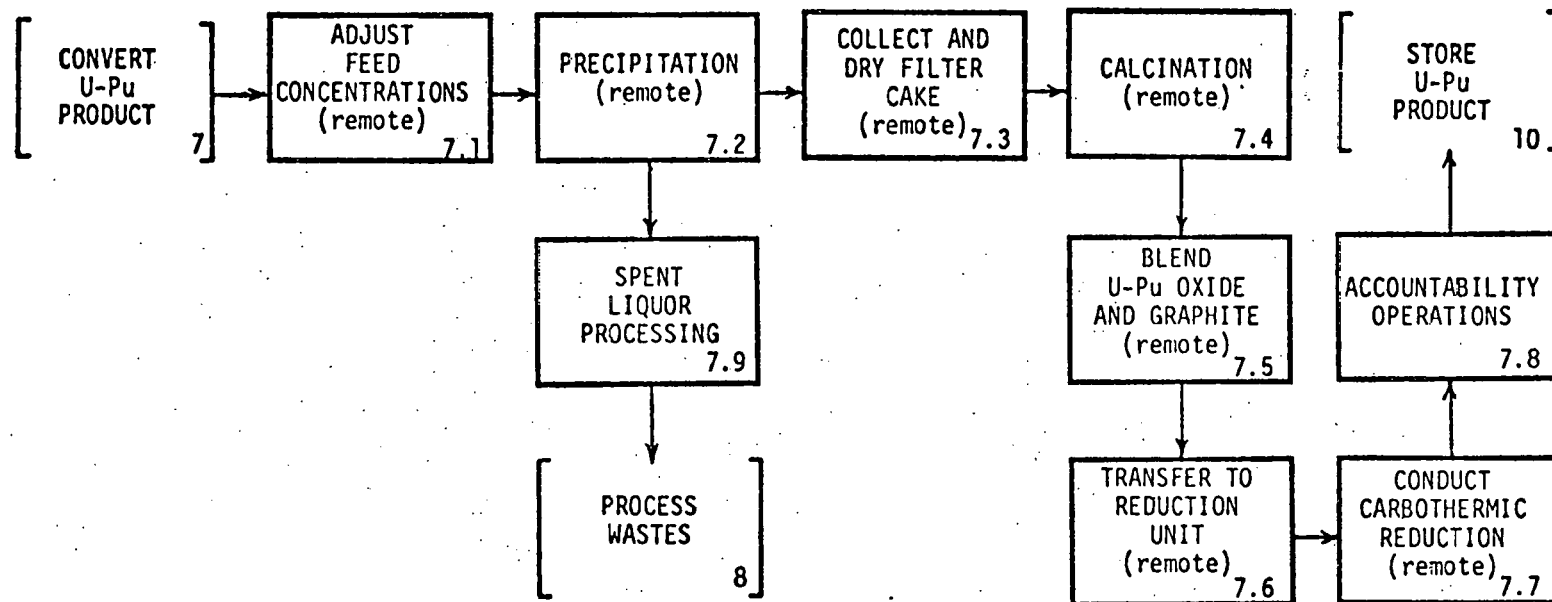 CONVERT
U-Pu
PRODUCT
7
ADJUST
FEED
CONCENTRATIONS
(remote)
7.1
PRECIPITATION
(remote)
7.2
COLLECT AND
DRY FILTER
CAKE
(remote)
7.3
CALCINATION
(remote)
7.4
STORE
U-Pu
PRODUCT
10
SPENT
LIQUOR
PROCESSING
7.9
BLEND
U-Pu OXIDE
AND GRAPHITE
(remote)
7.5
ACCOUNTABILITY
OPERATIONS
7.8
PROCESS
WASTES
8
TRANSFER TO
REDUCTION
UNIT
(remote)
7.6
CONDUCT
CARBOTHERMIC
REDUCTION
(remote)
7.7